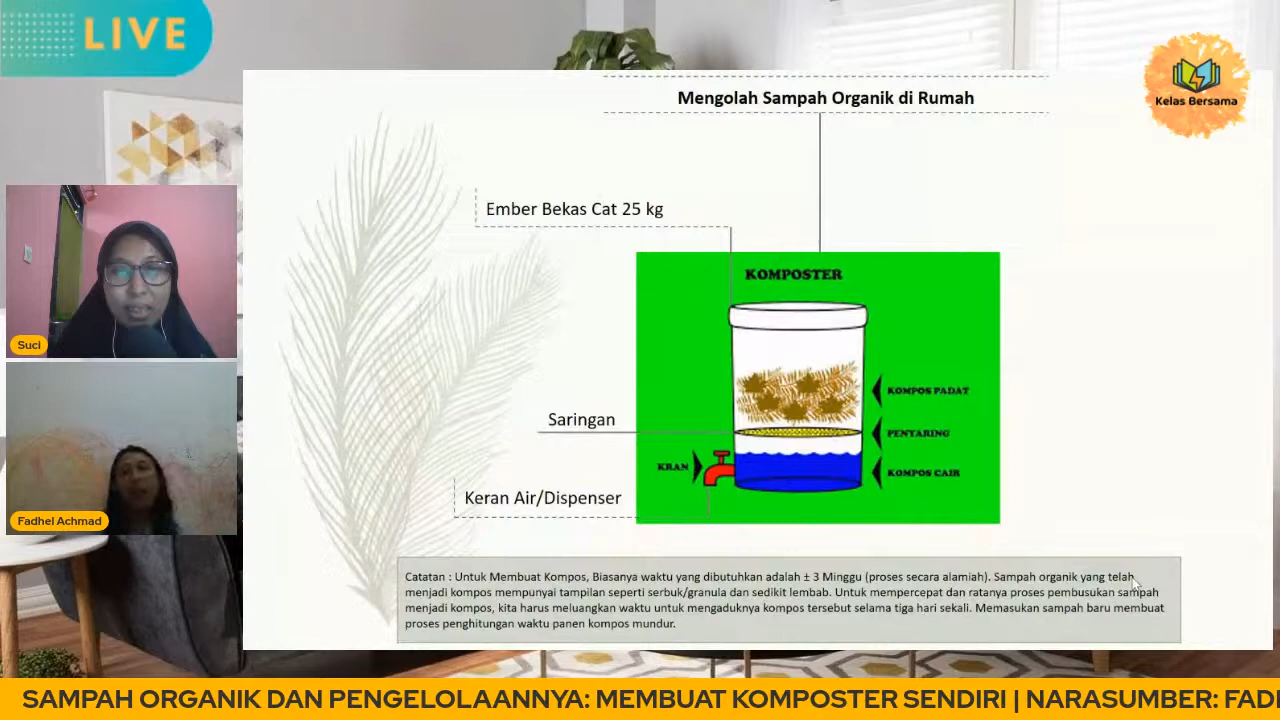 LIVE
Kelas Bersama
Mengolah Sampah Organik di Rumah
Ember Bekas Cat 25 kg
KOMPOSTER
KOMPOS PADAT
Saringan
PENYARING
KRAN
KOMPOS CAIR
Keran Air/Dispenser
Suci
Fadhel Achmad
Catatan : Untuk Membuat Kompos, Biasanya waktu yang dibutuhkan adalah ± 3 Minggu (proses secara alamiah). Sampah organik yang telah
menjadi kompos mempunyai tampilan seperti serbuk/granula dan sedikit lembab. Untuk mempercepat dan ratanya proses pembusukan sampah
menjadi kompos, kita harus meluangkan waktu untuk mengaduknya kompos tersebut selama tiga hari sekali. Memasukan sampah baru membuat
proses penghitungan waktu panen kompos mundur.
SAMPAH ORGANIK DAN PENGELOLAANNYA: MEMBUAT KOMPOSTER SENDIRI | NARASUMBER: FADH